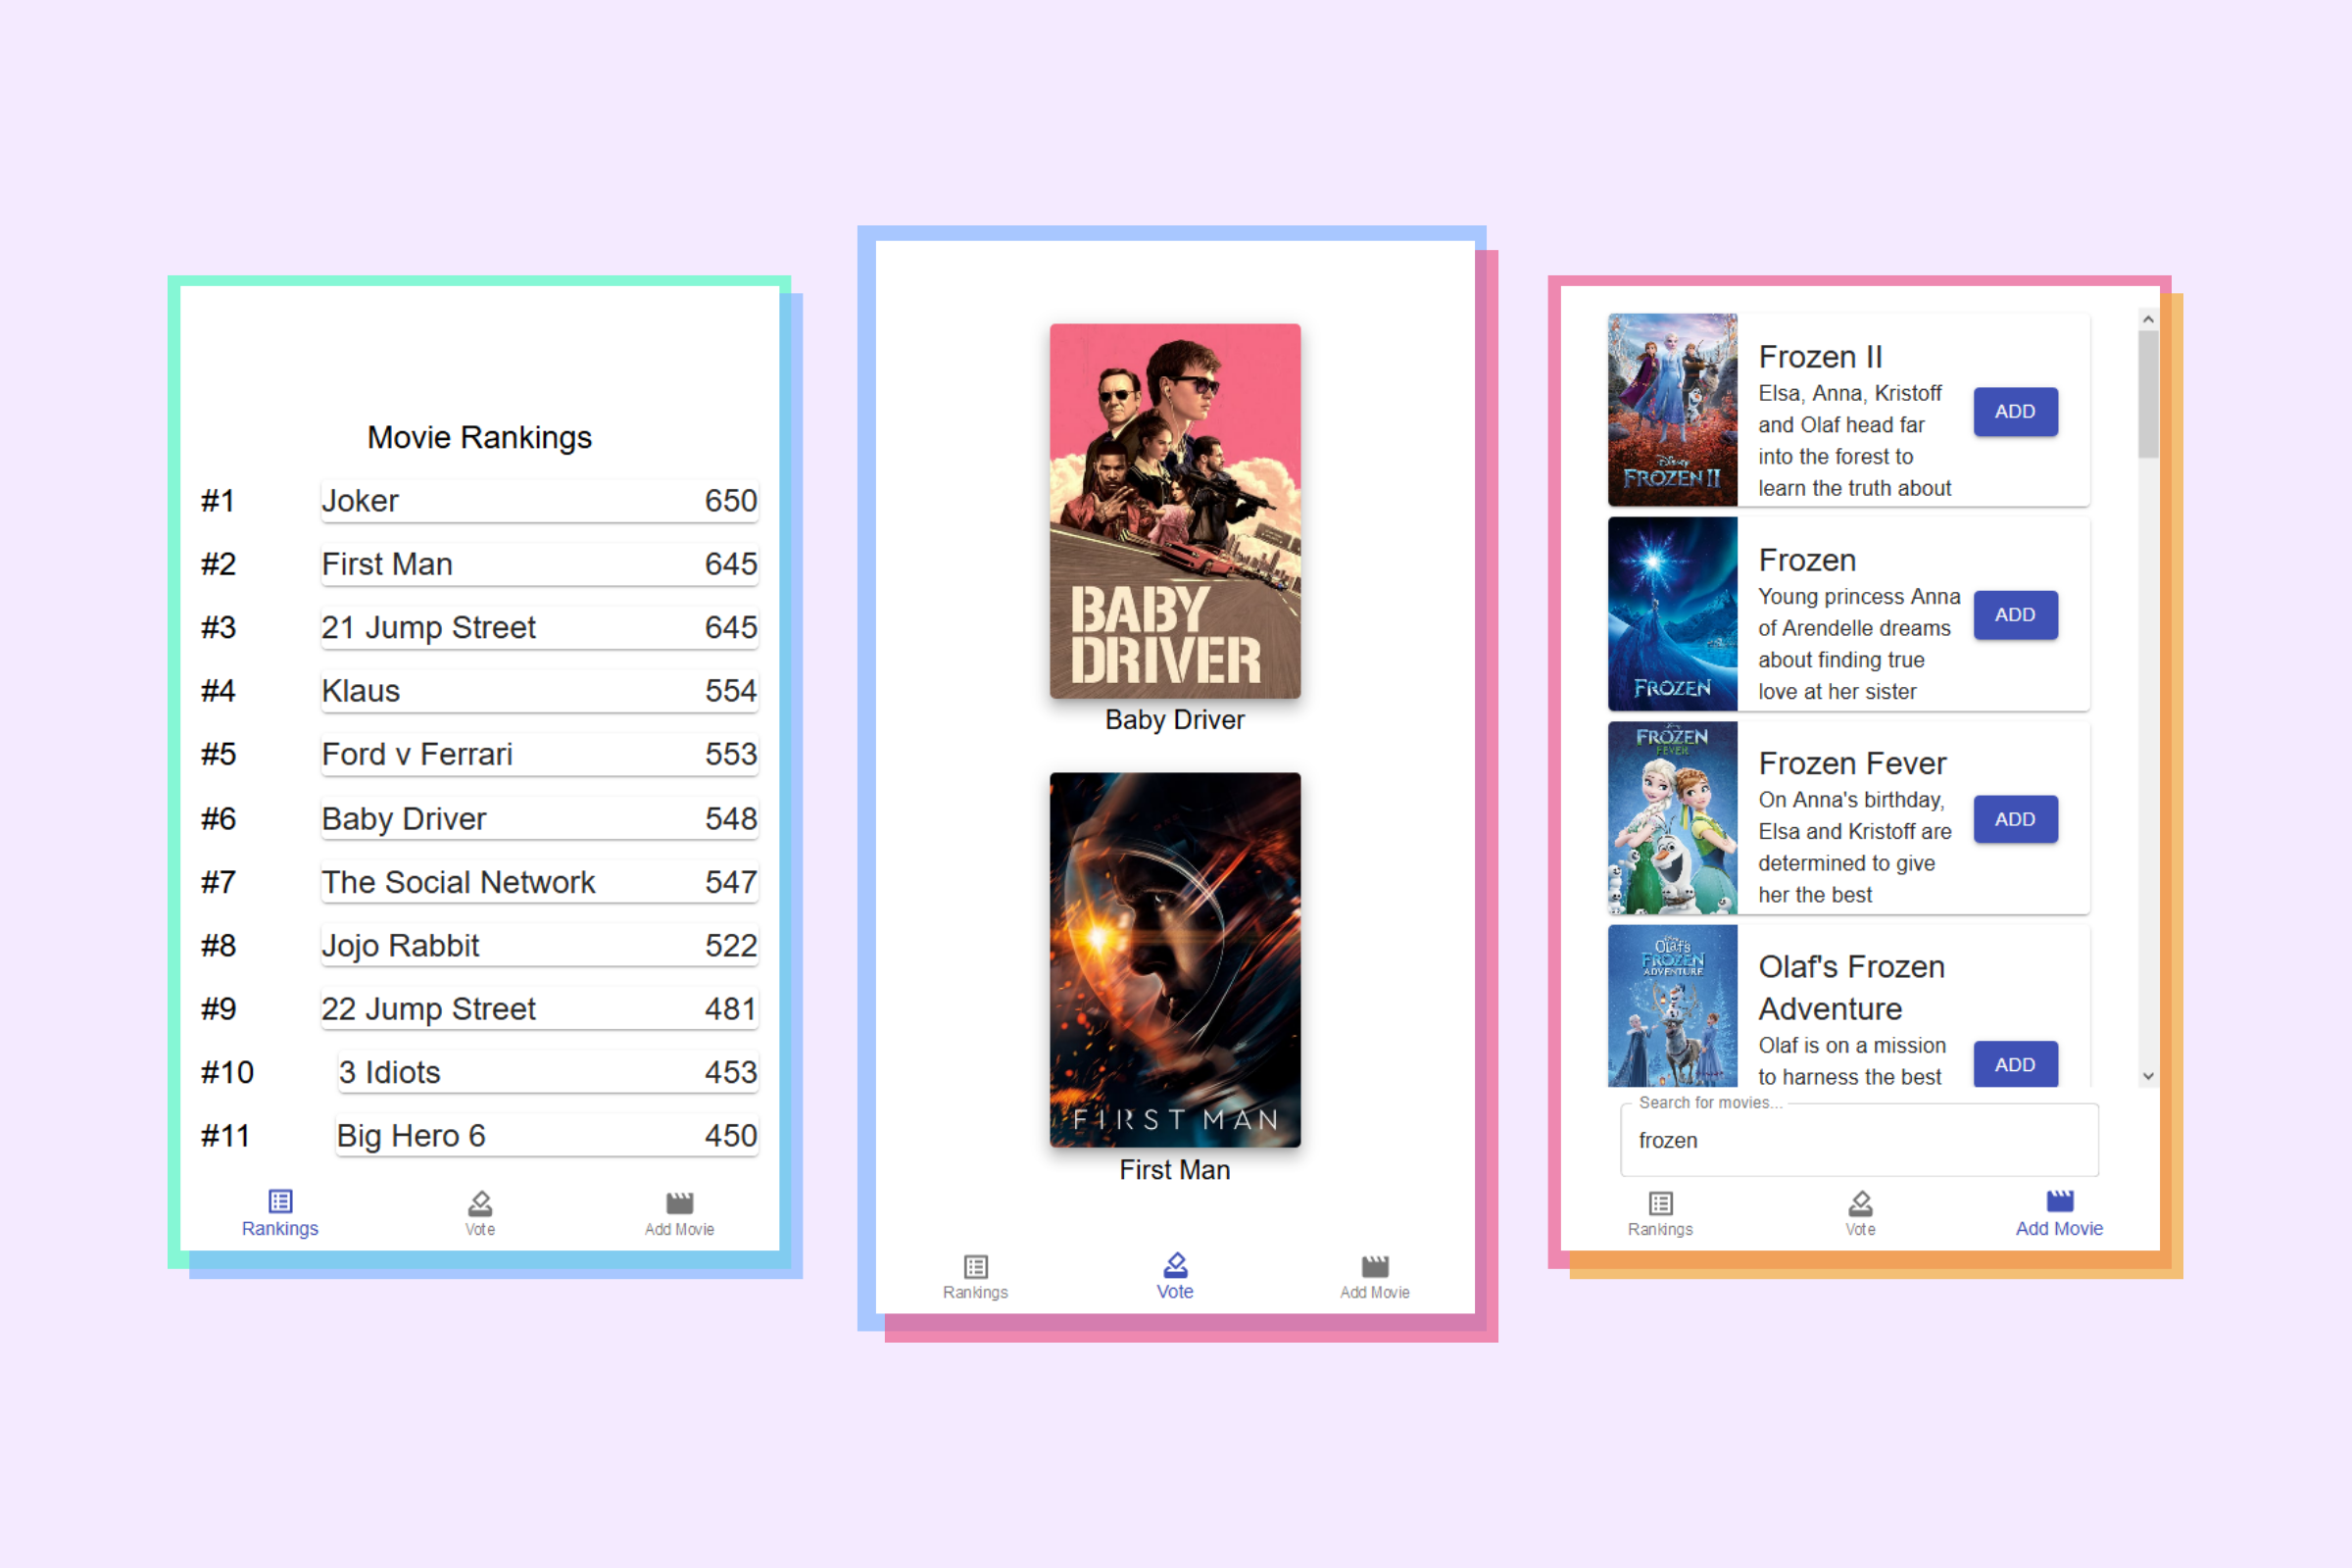 Movie Rankings
#1 Joker 650
#2 First Man 645
#3 21 Jump Street 645
#4 Klaus 554
#5 Ford v Ferrari 553
#6 Baby Driver 548
#7 The Social Network 547
#8 Jojo Rabbit 522
#9 22 Jump Street 481
#10 3 Idiots 453
#11 Big Hero 6 450
Rankings Vote Add Movie
BABY
DRIVER
Baby Driver
FIRST MAN
First Man
Rankings Vote Add Movie
Disney
FROZEN II
Frozen II
Elsa, Anna, Kristoff
and Olaf head far
into the forest to
learn the truth about
ADD
FROZEN
Frozen
Young princess Anna
of Arendelle dreams
about finding true
love at her sister
ADD
FROZEN
FEVER
Frozen Fever
On Anna's birthday,
Elsa and Kristoff are
determined to give
her the best
ADD
Olaf's
FROZEN
ADVENTURE
Olaf's Frozen
Adventure
Olaf is on a mission
to harness the best
ADD
Search for movies...
frozen
Rankings Vote Add Movie